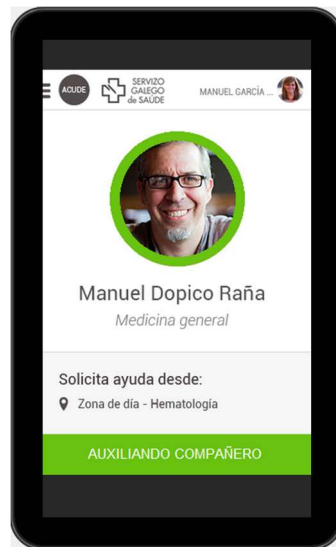 ACUDE
SERVIZO
GALEGO
de SAÚDE
MANUEL GARCÍA ...
Manuel Dopico Raña
Medicina general
Solicita ayuda desde:
Zona de día - Hematología
AUXILIANDO COMPAÑERO